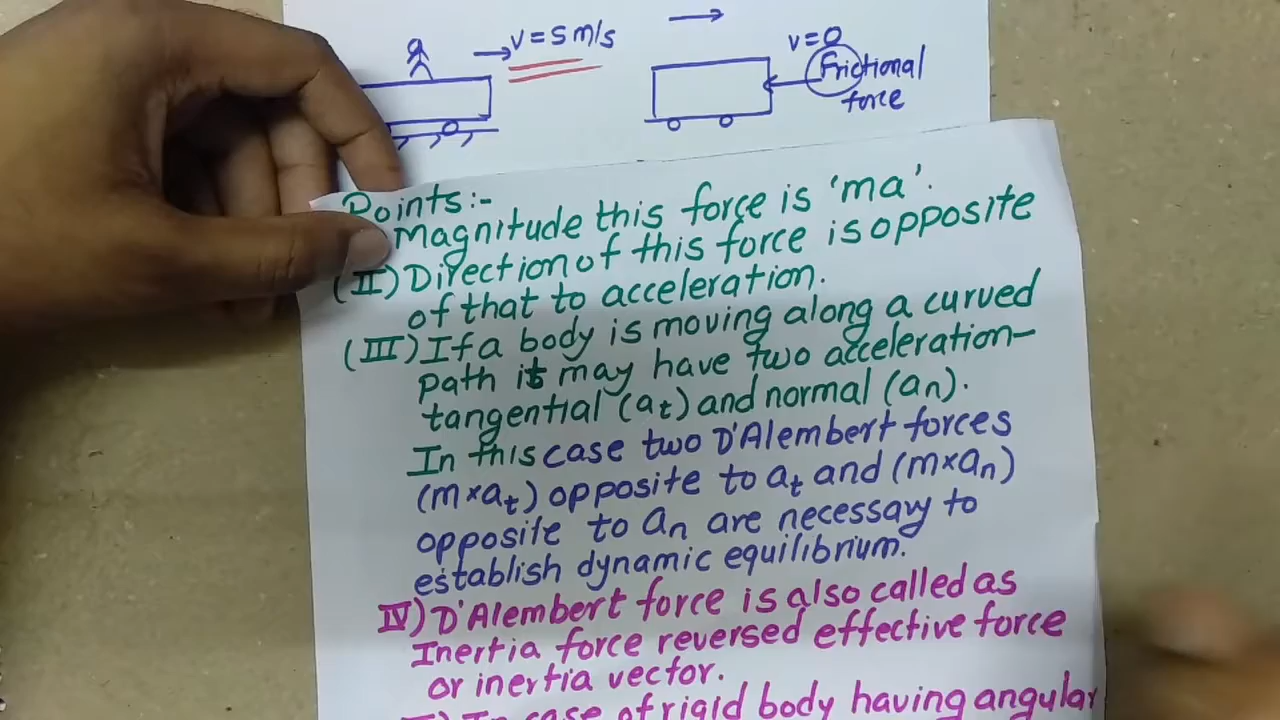 v=5m/s
v=0
Frictional
force
Points:-
Magnitude this force is 'ma'.
(II) Direction of this force is opposite
of that to acceleration.
(III) If a body is moving along a curved
path it may have two acceleration-
tangential (at) and normal (an).
In this case two D'Alembert forces
(m×at) opposite to at and (m×an)
opposite to an are necessary to
establish dynamic equilibrium.
IV) D'Alembert force is also called as
Inertia force reversed effective force
or inertia vector.
In case of rigid body having angular